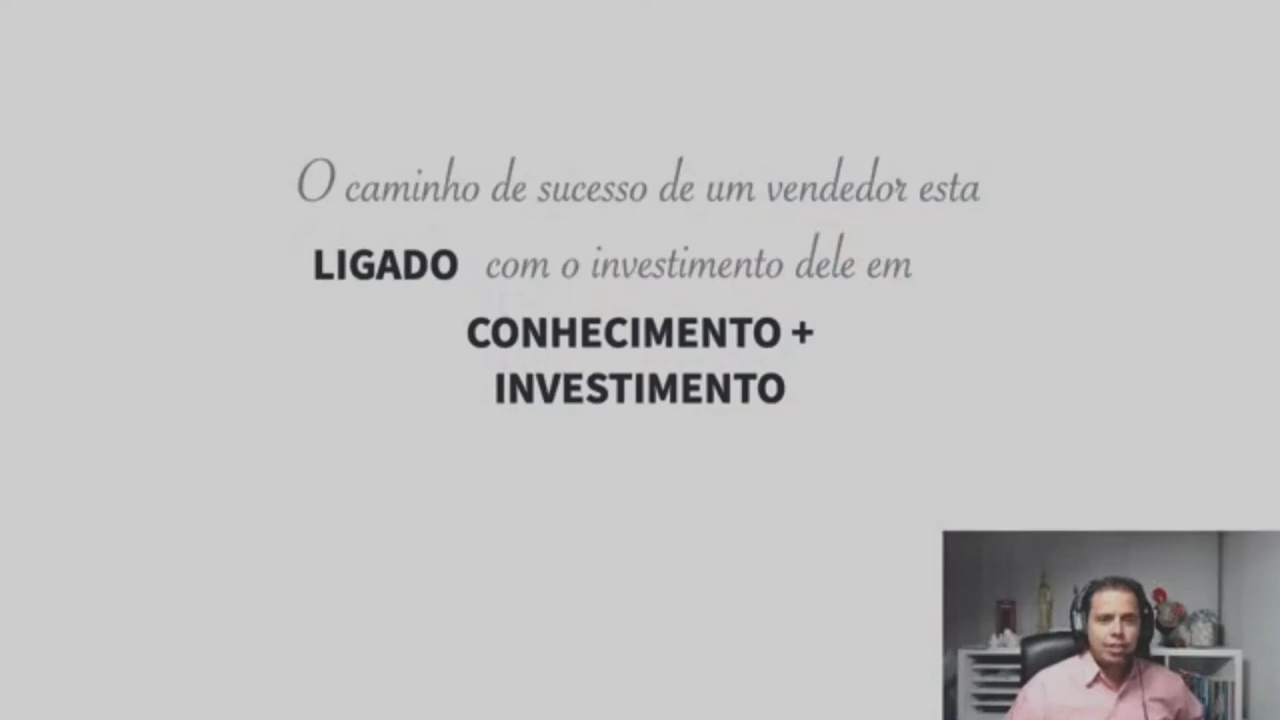 O caminho de sucesso de um vendedor esta
LIGADO com o investimento dele em
CONHECIMENTO +
INVESTIMENTO